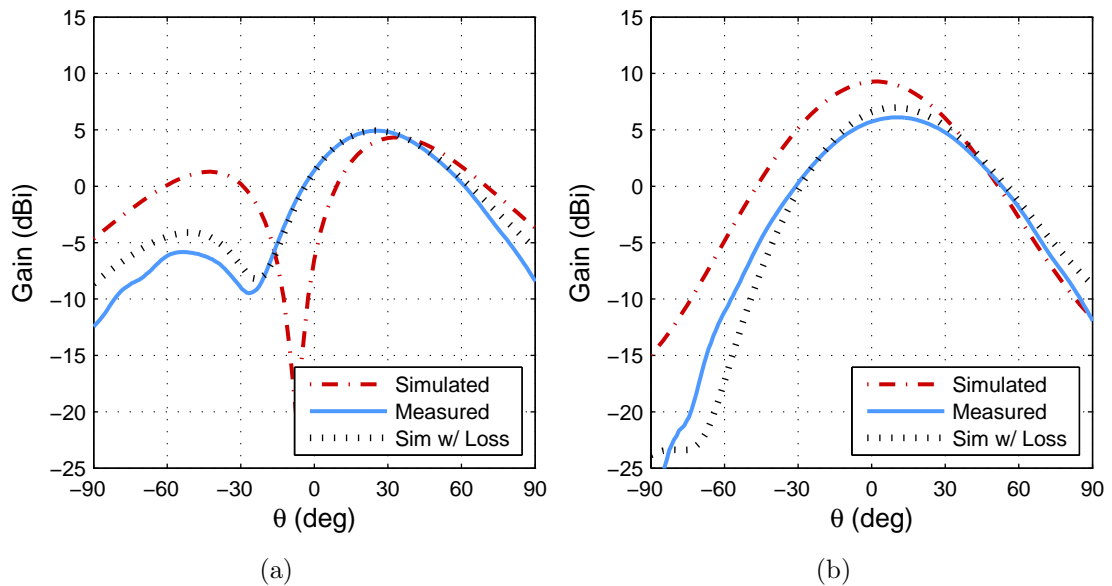 15
10
5
0
−5
−10
−15
−20
−25
Gain (dBi)
−90 −60 −30 0 30 60 90
θ (deg)
Simulated
Measured
Sim w/ Loss
(a)
15
10
5
0
−5
−10
−15
−20
−25
Gain (dBi)
−90 −60 −30 0 30 60 90
θ (deg)
Simulated
Measured
Sim w/ Loss
(b)